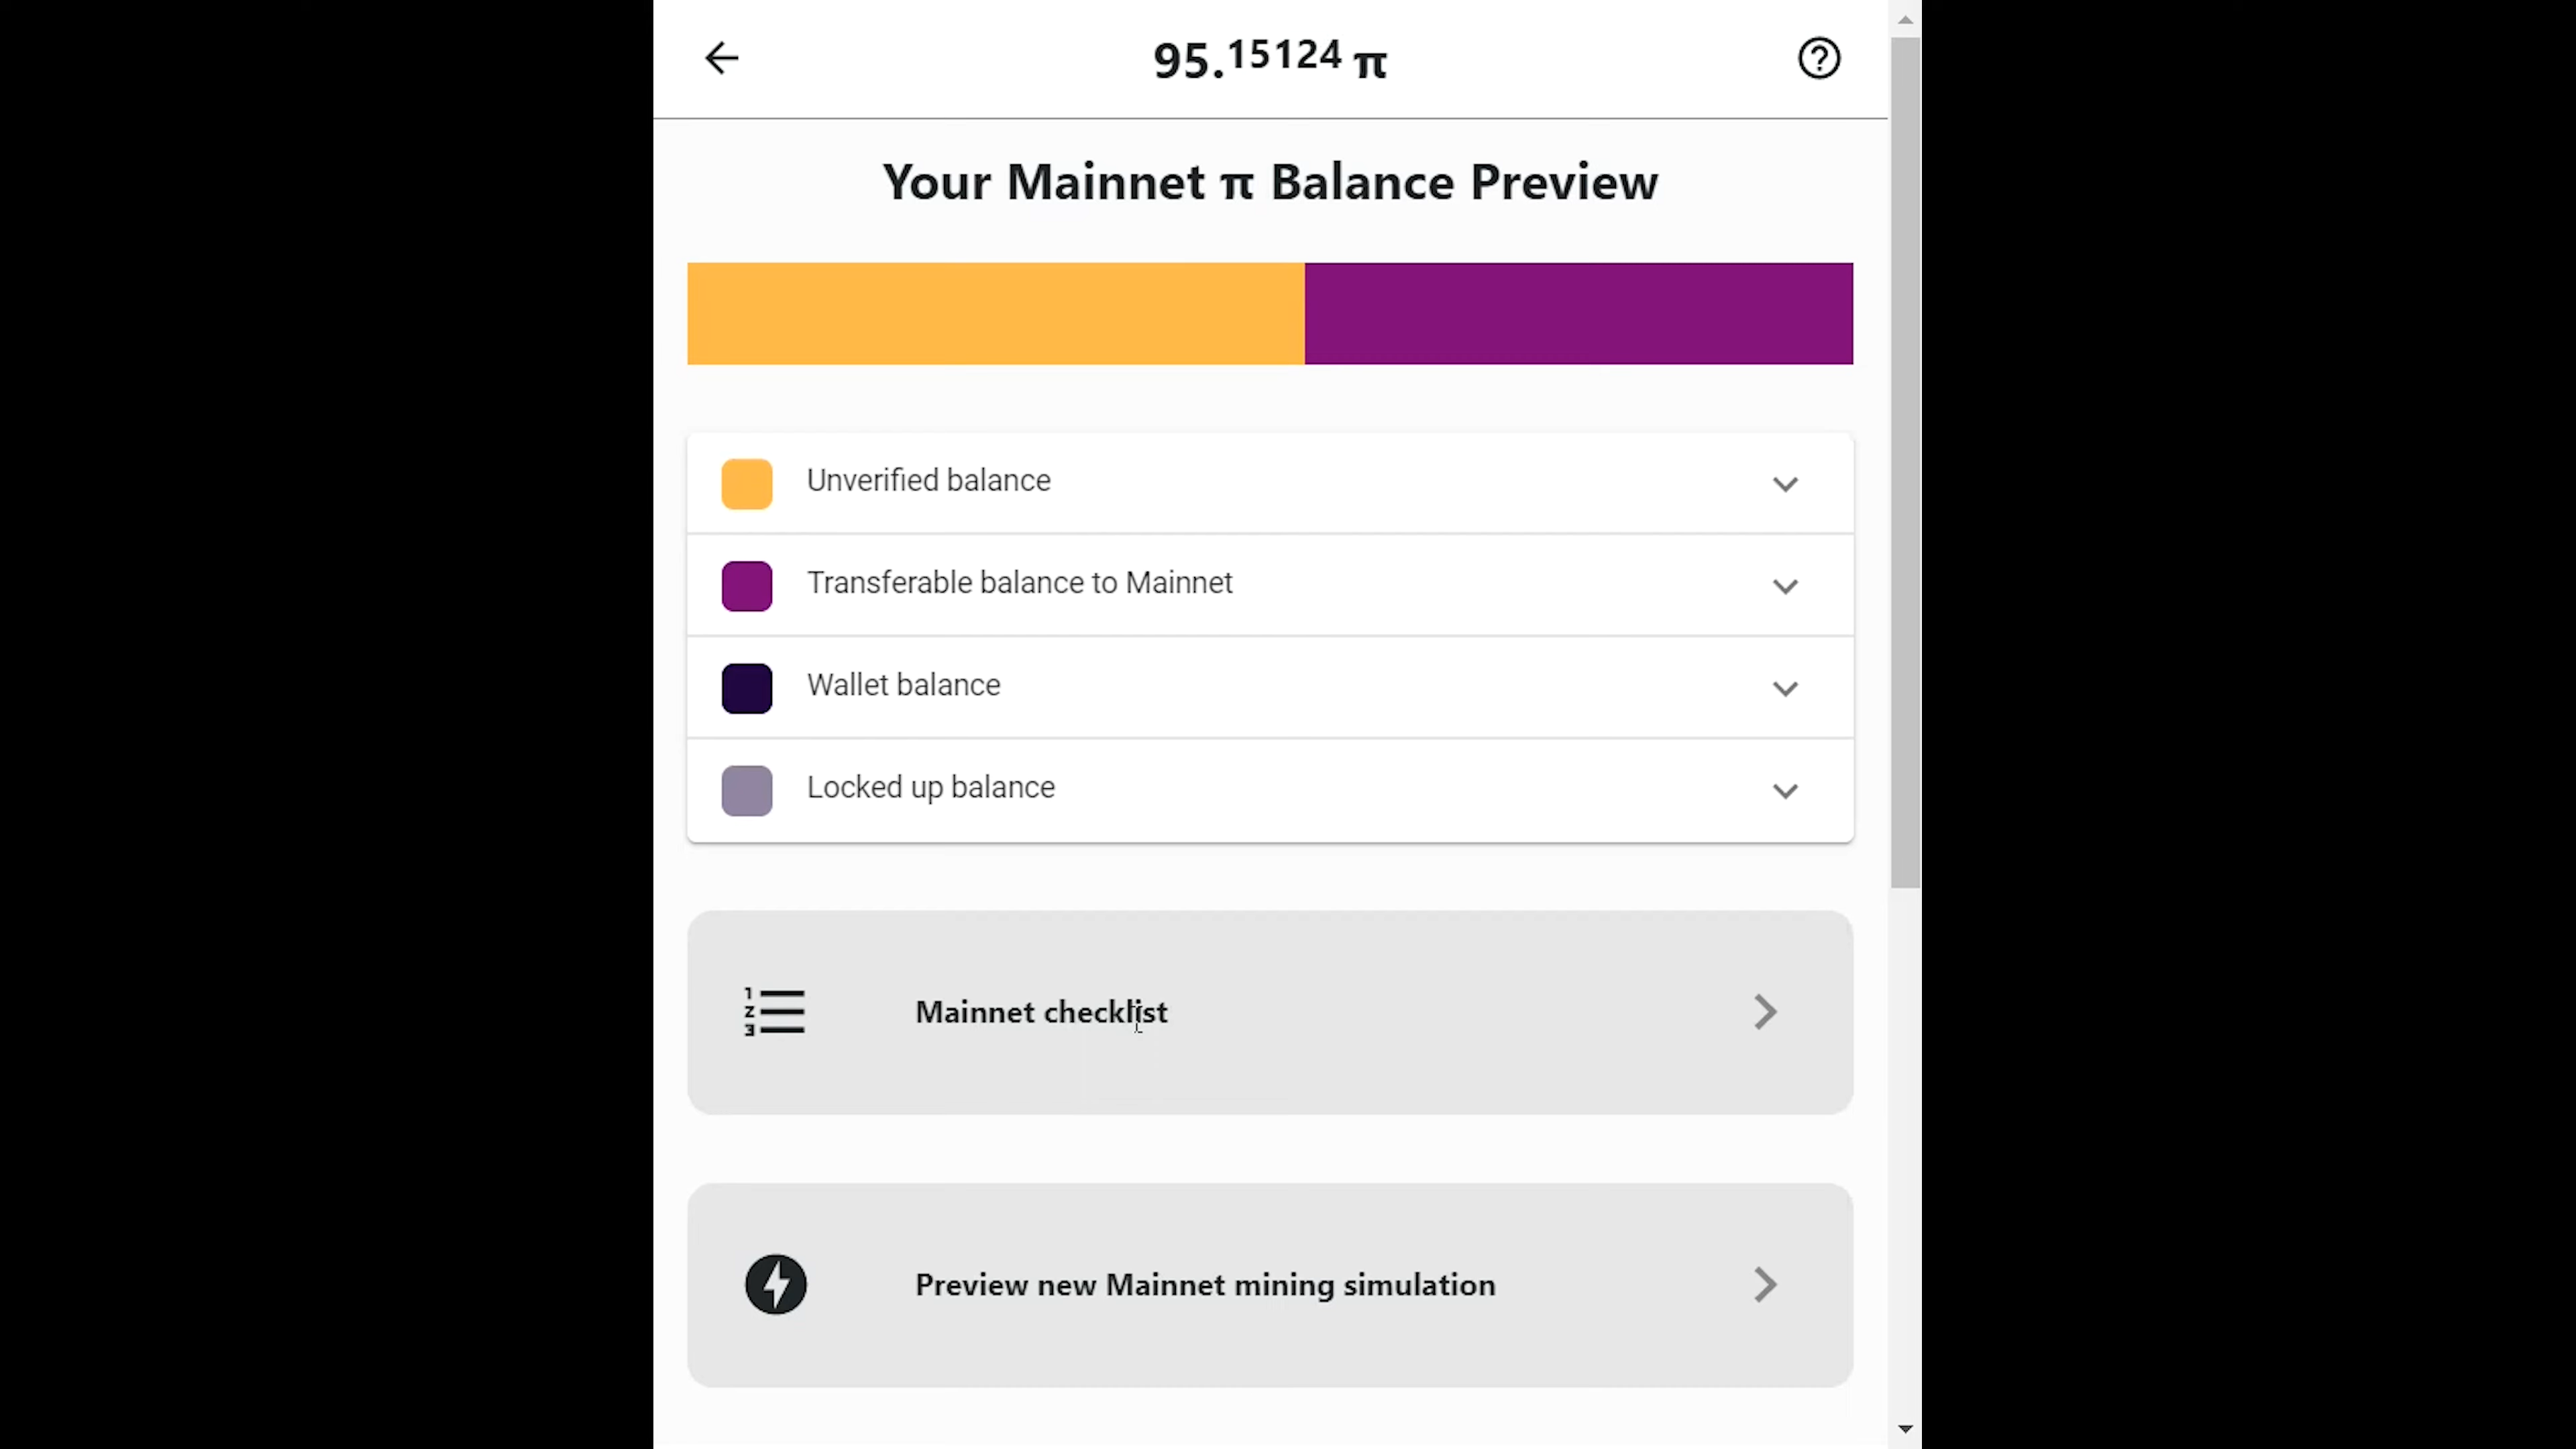 95.15124 π
Your Mainnet π Balance Preview
Unverified balance
Transferable balance to Mainnet
Wallet balance
Locked up balance
Mainnet checklist
Preview new Mainnet mining simulation